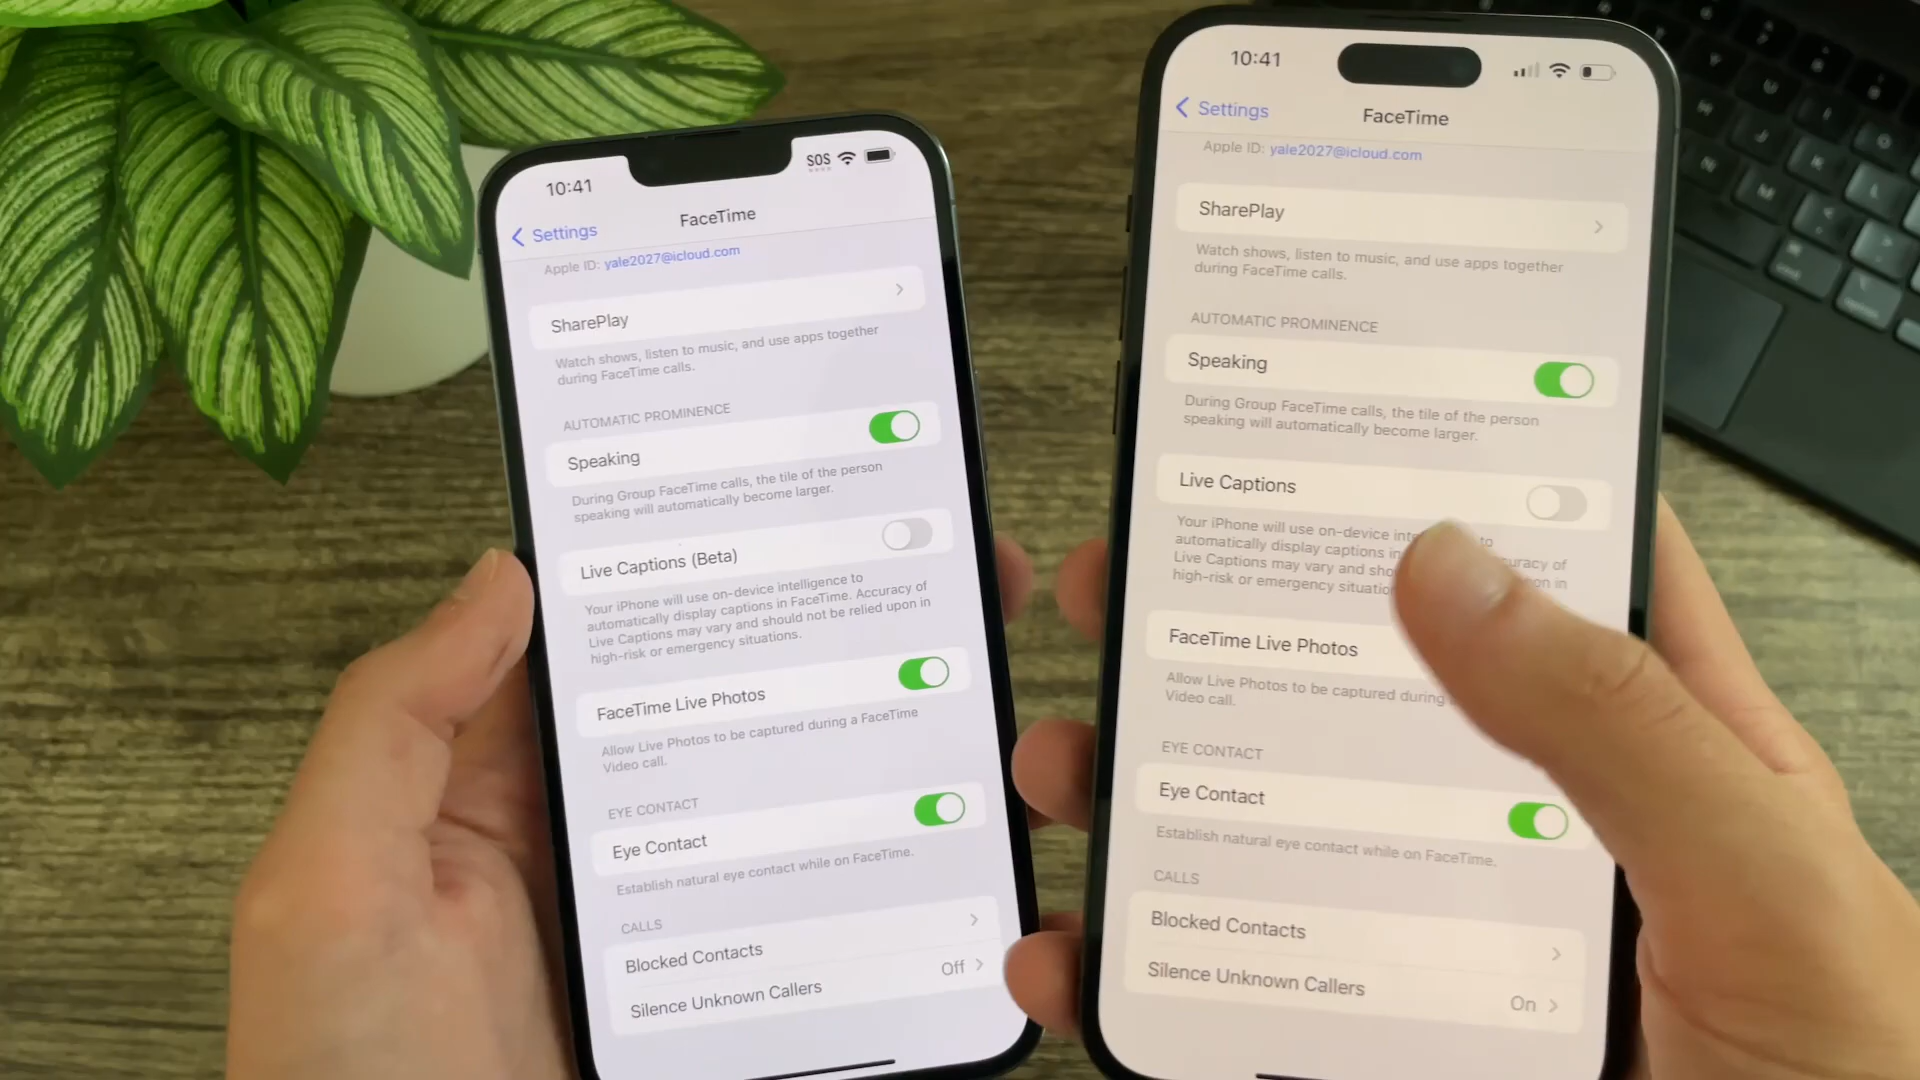 10:41
SOS
Settings
FaceTime
Apple ID: yale2027@icloud.com
SharePlay
Watch shows, listen to music, and use apps together
during FaceTime calls.
AUTOMATIC PROMINENCE
Speaking
During Group FaceTime calls, the tile of the person
speaking will automatically become larger.
Live Captions (Beta)
Your iPhone will use on-device intelligence to
automatically display captions in FaceTime. Accuracy of
Live Captions may vary and should not be relied upon in
high-risk or emergency situations.
FaceTime Live Photos
Allow Live Photos to be captured during a FaceTime
Video call.
EYE CONTACT
Eye Contact
Establish natural eye contact while on FaceTime.
CALLS
Blocked Contacts
Silence Unknown Callers Off
10:41
Settings
FaceTime
Apple ID: yale2027@icloud.com
SharePlay
Watch shows, listen to music, and use apps together
during FaceTime calls.
AUTOMATIC PROMINENCE
Speaking
During Group FaceTime calls, the tile of the person
speaking will automatically become larger.
Live Captions
Your iPhone will use on-device to
automatically display captions in of
Live Captions may vary and in
high-risk or emergency
FaceTime Live Photos
Allow Live Photos to be captured during
Video call.
EYE CONTACT
Eye Contact
Establish natural eye contact while on FaceTime.
CALLS
Blocked Contacts
Silence Unknown Callers On